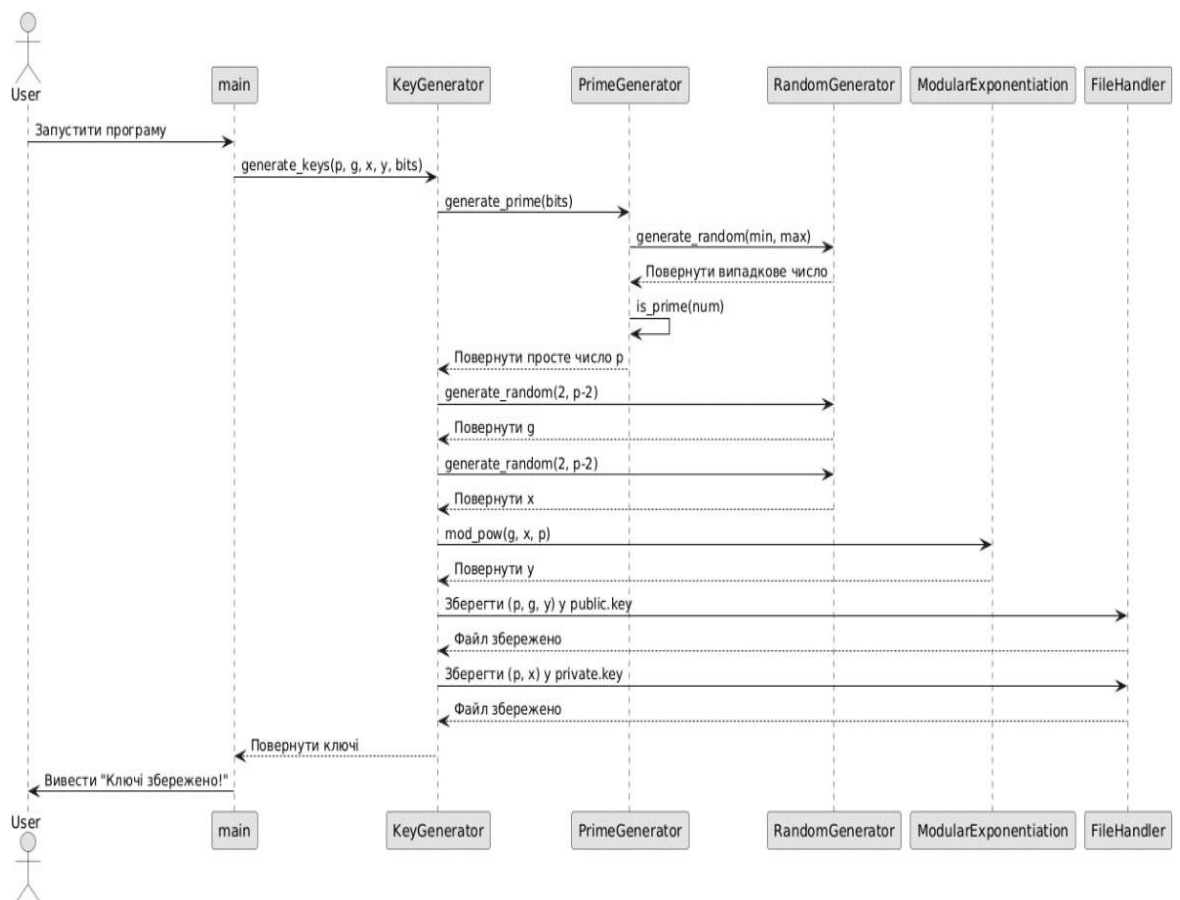 User
main
KeyGenerator
PrimeGenerator
RandomGenerator
ModularExponentiation
FileHandler
Запустити програму
generate_keys(p, g, x, y, bits)
generate_prime(bits)
generate_random(min, max)
Повернути випадкове число
is_prime(num)
Повернути просте число p
generate_random(2, p-2)
Повернути g
generate_random(2, p-2)
Повернути x
mod_pow(g, x, p)
Повернути y
Зберегти (p, g, y) у public.key
Файл збережено
Зберегти (p, x) у private.key
Файл збережено
Повернути ключі
Вивести "Ключі збережено!"
User
main
KeyGenerator
PrimeGenerator
RandomGenerator
ModularExponentiation
FileHandler